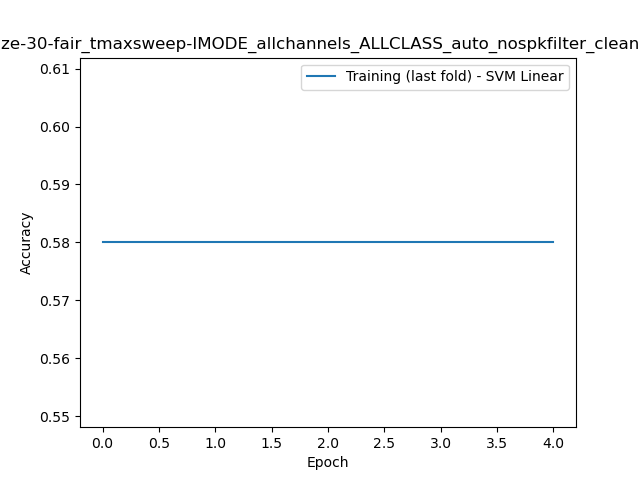 ze-30-fair_tmaxsweep-IMODE_allchannels_ALLCLASS_auto_nospkfilter_clean
Training (last fold) - SVM Linear
0.61
0.60
0.59
0.58
0.57
0.56
0.55
Accuracy
0.0 0.5 1.0 1.5 2.0 2.5 3.0 3.5 4.0
Epoch